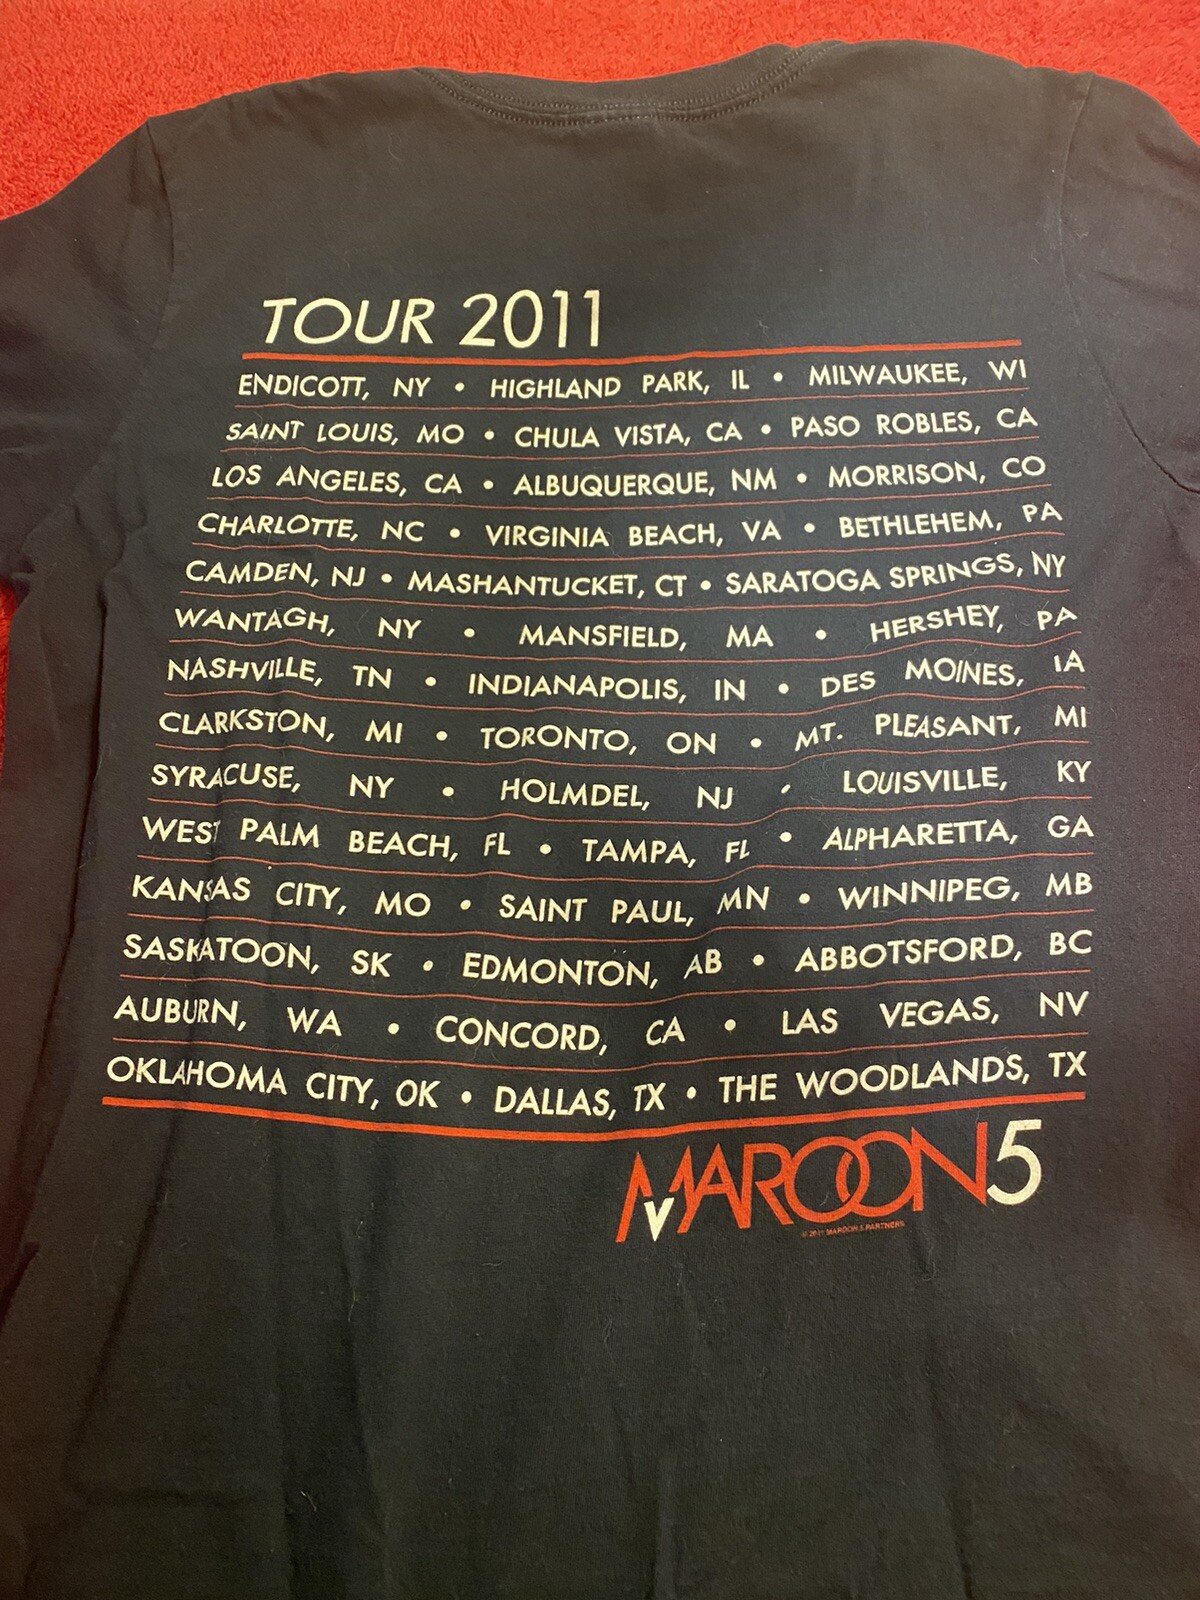 TOUR 2011
ENDICOTT, NY • HIGHLAND PARK, IL • MILWAUKEE, WI
SAINT LOUIS, MO • CHULA VISTA, CA • PASO ROBLES, CA
LOS ANGELES, CA • ALBUQUERQUE, NM • MORRISON, CO
CHARLOTTE, NC • VIRGINIA BEACH, VA • BETHLEHEM, PA
CAMDEN, NJ • MASHANTUCKET, CT • SARATOGA SPRINGS, NY
WANTAGH, NY • MANSFIELD, MA • HERSHEY, PA
NASHVILLE, TN • INDIANAPOLIS, IN • DES MOINES, IA
CLARKSTON, MI • TORONTO, ON • MT. PLEASANT, MI
SYRACUSE, NY • HOLMDEL, NJ • LOUISVILLE, KY
WEST PALM BEACH, FL • TAMPA, FL • ALPHARETTA, GA
KANSAS CITY, MO • SAINT PAUL, MN • WINNIPEG, MB
SASKATOON, SK • EDMONTON, AB • ABBOTSFORD, BC
AUBURN, WA • CONCORD, CA • LAS VEGAS, NV
OKLAHOMA CITY, OK • DALLAS, TX • THE WOODLANDS, TX
MAROON5
© 2011 MAROON 5 PARTNERS